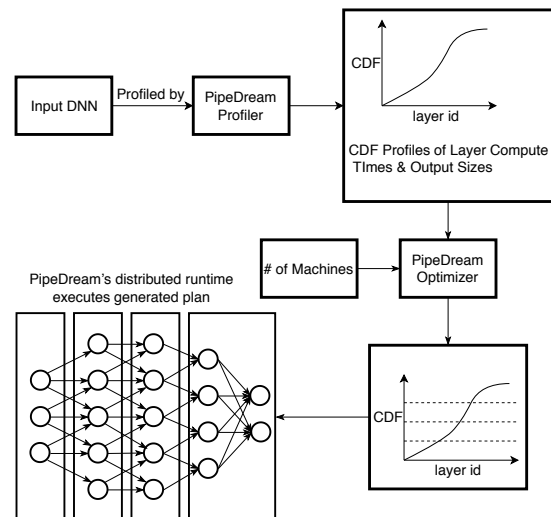 Input DNN
Profiled by
PipeDream
Profiler
CDF
layer id
CDF Profiles of Layer Compute
TImes & Output Sizes
# of Machines
PipeDream
Optimizer
PipeDream's distributed runtime
executes generated plan
CDF
layer id